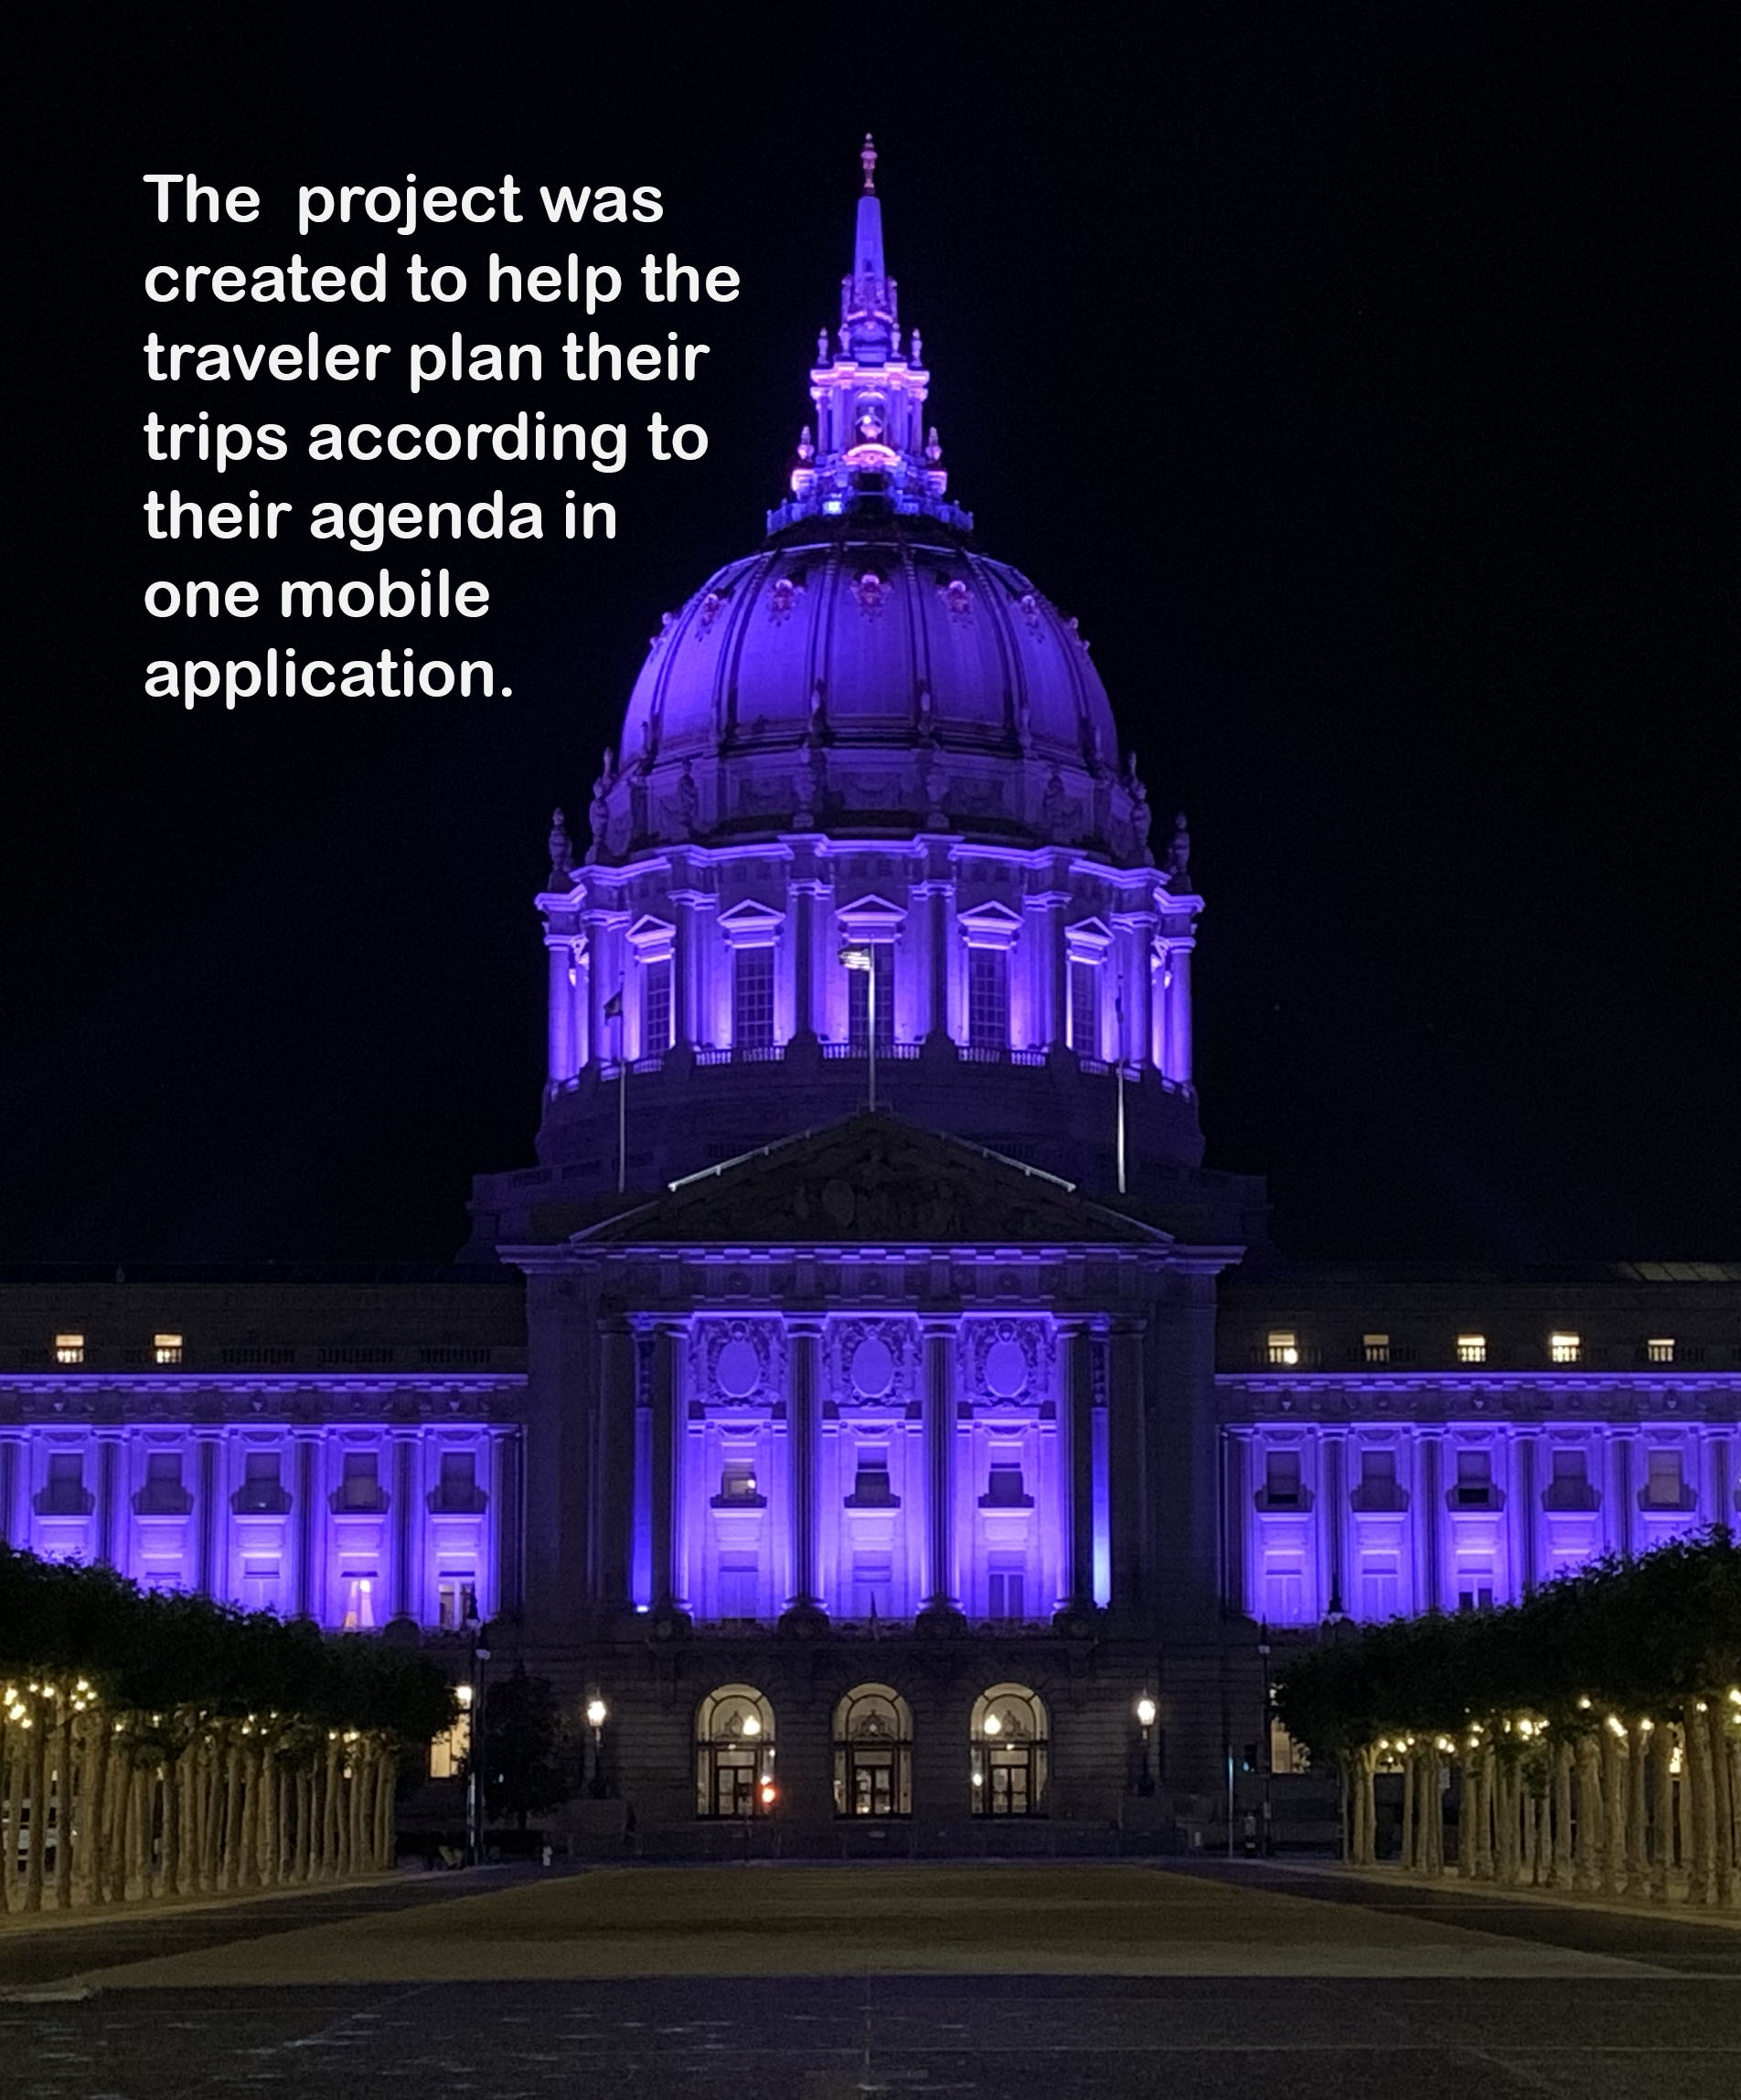 The  project was
created to help the
traveler plan their
trips according to
their agenda in
one mobile
application.